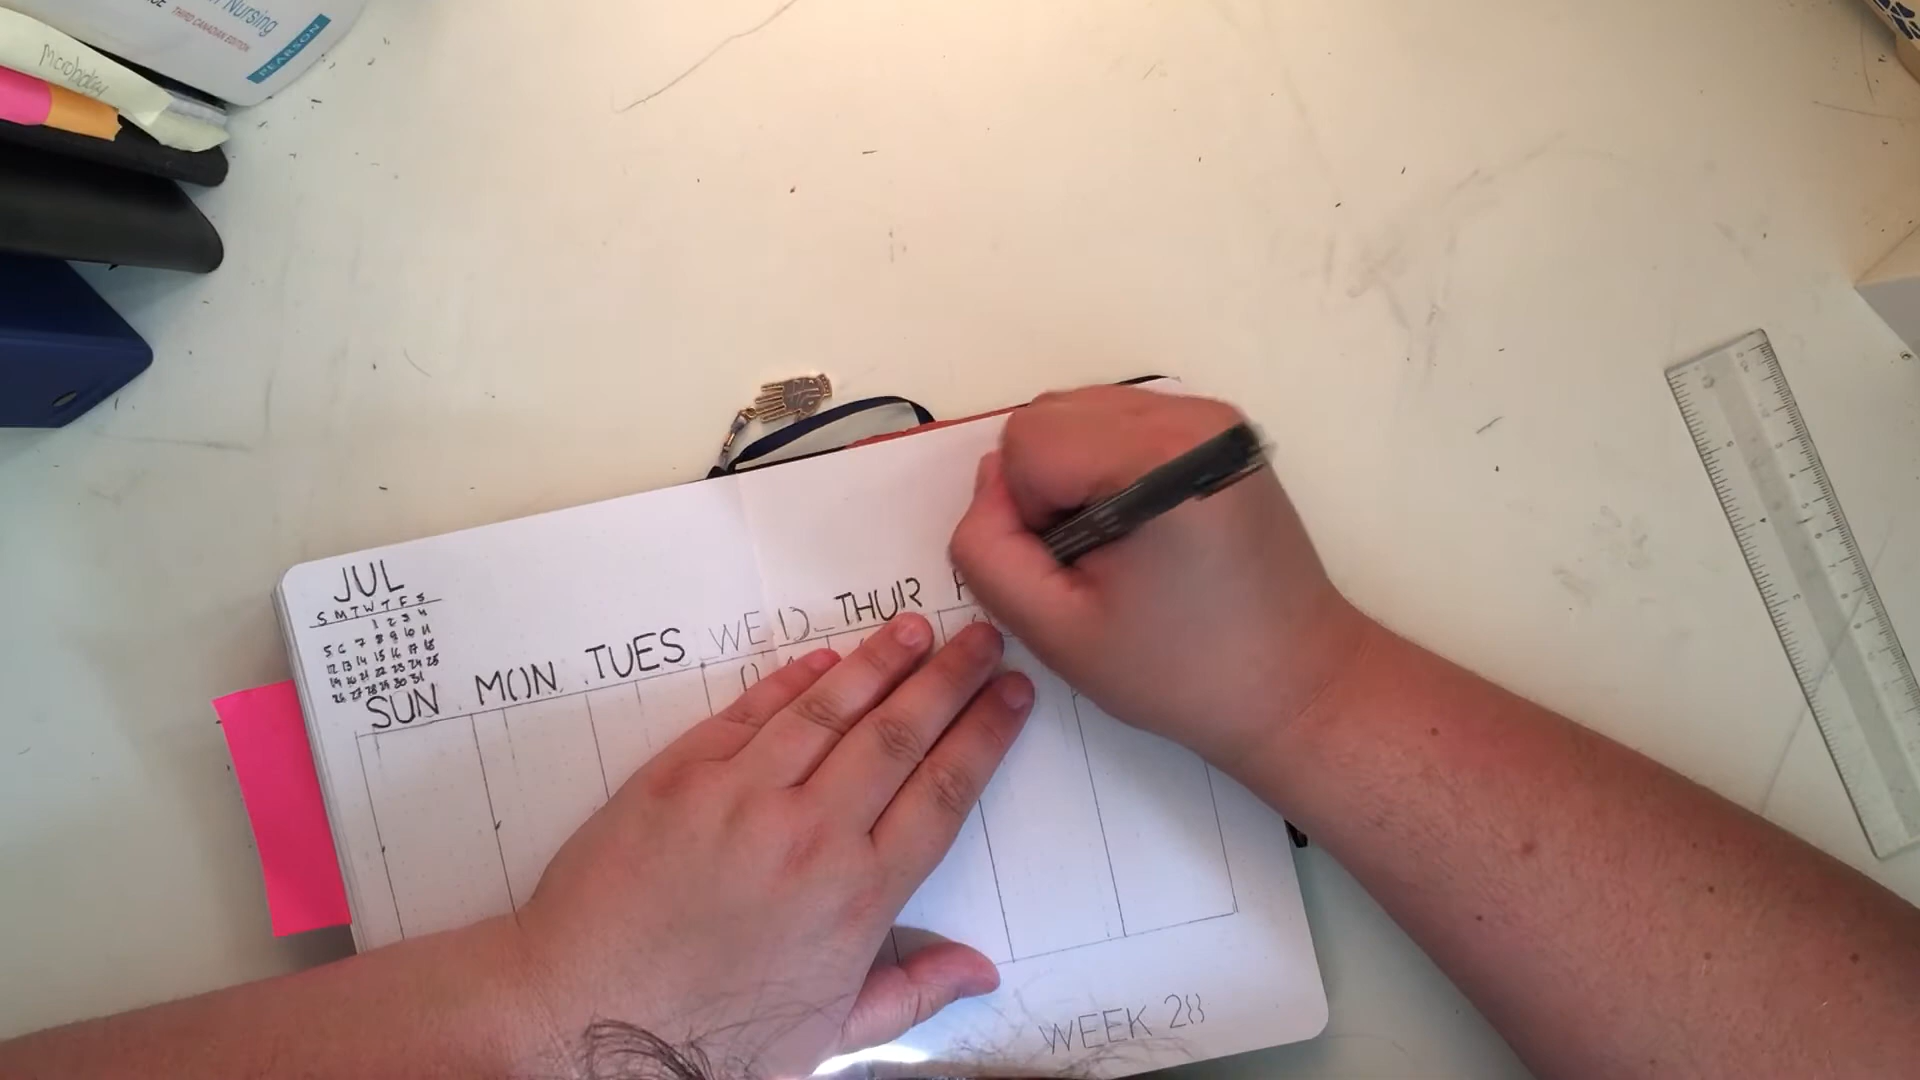 Nursing
THIRD CANADIAN EDITION
PEARSON
Microbiology
JUL
S M T W T F S
1 2 3 4
5 6 7 8 9 10 11
12 13 14 15 16 17 18
19 20 21 22 23 24 25
26 27 28 29 30 31
SUN MON TUES WED THUR F
WEEK 28